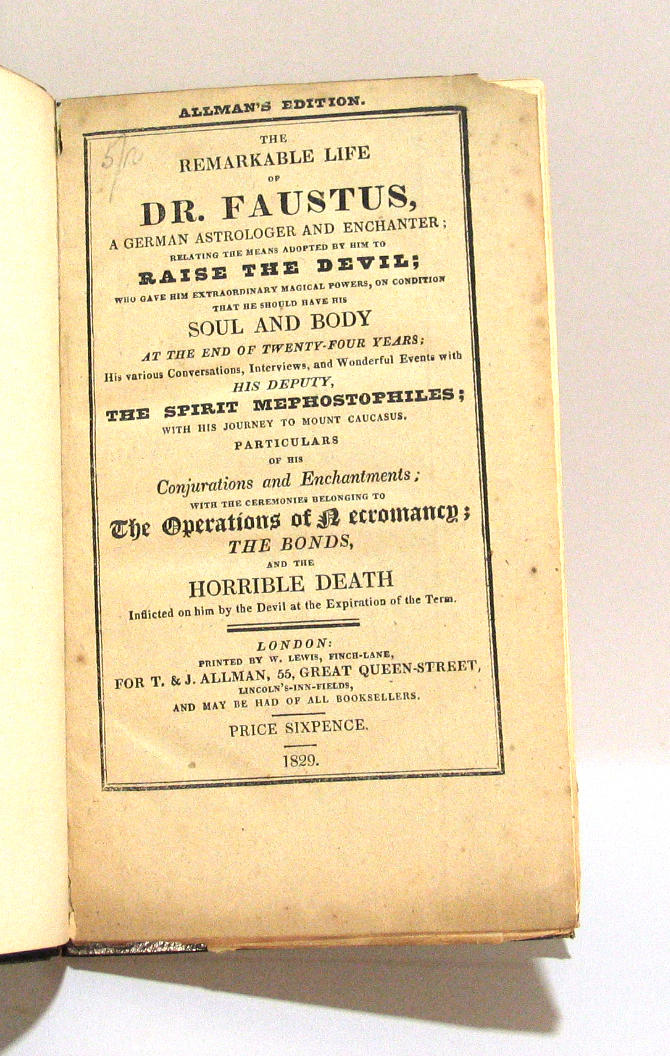 ALLMAN'S EDITION.
THE
REMARKABLE LIFE
OF
DR. FAUSTUS,
A GERMAN ASTROLOGER AND ENCHANTER;
RELATING THE MEANS ADOPTED BY HIM TO
RAISE THE DEVIL;
WHO GAVE HIM EXTRAORDINARY MAGICAL POWERS, ON CONDITION
THAT HE SHOULD HAVE HIS
SOUL AND BODY
AT THE END OF TWENTY-FOUR YEARS;
His various Conversations, Interviews, and Wonderful Events with
HIS DEPUTY,
THE SPIRIT MEPHOSTOPHILES;
WITH HIS JOURNEY TO MOUNT CAUCASUS.
PARTICULARS
OF HIS
Conjurations and Enchantments;
WITH THE CEREMONIES BELONGING TO
The Operations of N ecromancy;
THE BONDS,
AND THE
HORRIBLE DEATH
Inflicted on him by the Devil at the Expiration of the Term.
LONDON:
PRINTED BY W. LEWIS, FINCH-LANE,
FOR T. & J. ALLMAN, 55, GREAT QUEEN-STREET,
LINCOLN'S-INN-FIELDS,
AND MAY BE HAD OF ALL BOOKSELLERS.
PRICE SIXPENCE.
1829.